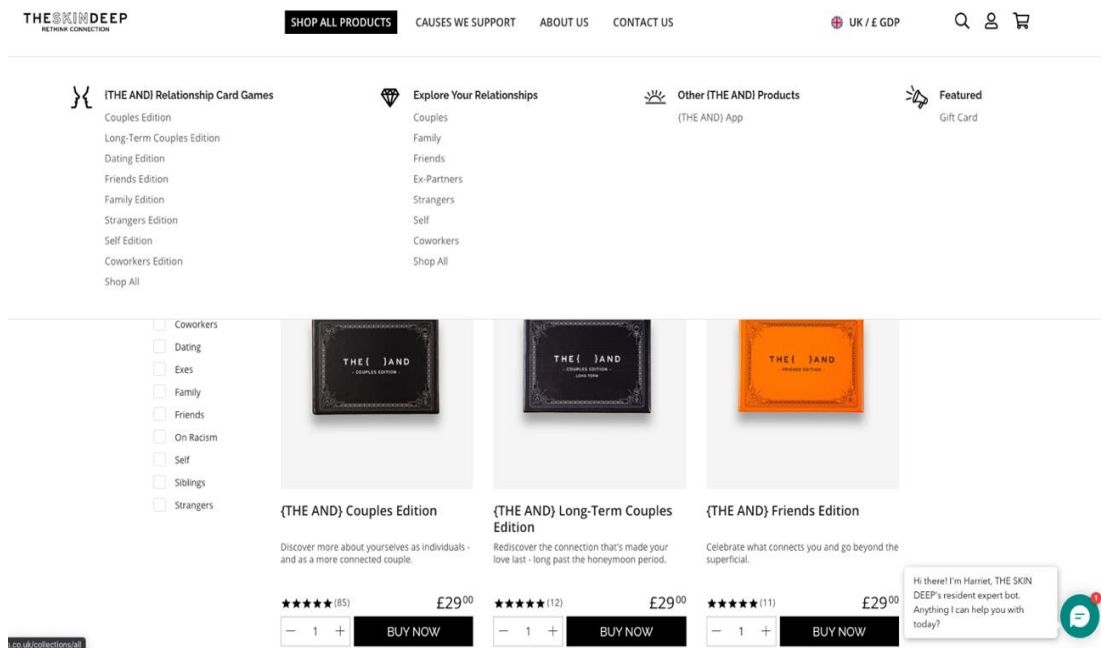 THESKINDEEP
RETHINK CONNECTION
SHOP ALL PRODUCTS
CAUSES WE SUPPORT
ABOUT US
CONTACT US
UK / £ GDP
{THE AND} Relationship Card Games
Couples Edition
Long-Term Couples Edition
Dating Edition
Friends Edition
Family Edition
Strangers Edition
Self Edition
Coworkers Edition
Shop All
Explore Your Relationships
Couples
Family
Friends
Ex-Partners
Strangers
Self
Coworkers
Shop All
Other {THE AND} Products
{THE AND} App
Featured
Gift Card
Coworkers
Dating
Exes
Family
Friends
On Racism
Self
Siblings
Strangers
THE{ }AND
- COUPLES EDITION -
{THE AND} Couples Edition
Discover more about yourselves as individuals -
and as a more connected couple.
★★★★★ (85)
£29⁰⁰
− 1 +
BUY NOW
THE{ }AND
- COUPLES EDITION -
LONG TERM
{THE AND} Long-Term Couples
Edition
Rediscover the connection that's made your
love last - long past the honeymoon period.
★★★★★ (12)
£29⁰⁰
− 1 +
BUY NOW
THE{ }AND
- FRIENDS EDITION -
{THE AND} Friends Edition
Celebrate what connects you and go beyond the
superficial.
★★★★★ (11)
£29⁰⁰
− 1 +
BUY NOW
Hi there! I'm Harriet, THE SKIN
DEEP's resident expert bot.
Anything I can help you with
today?
1
.co.uk/collections/all